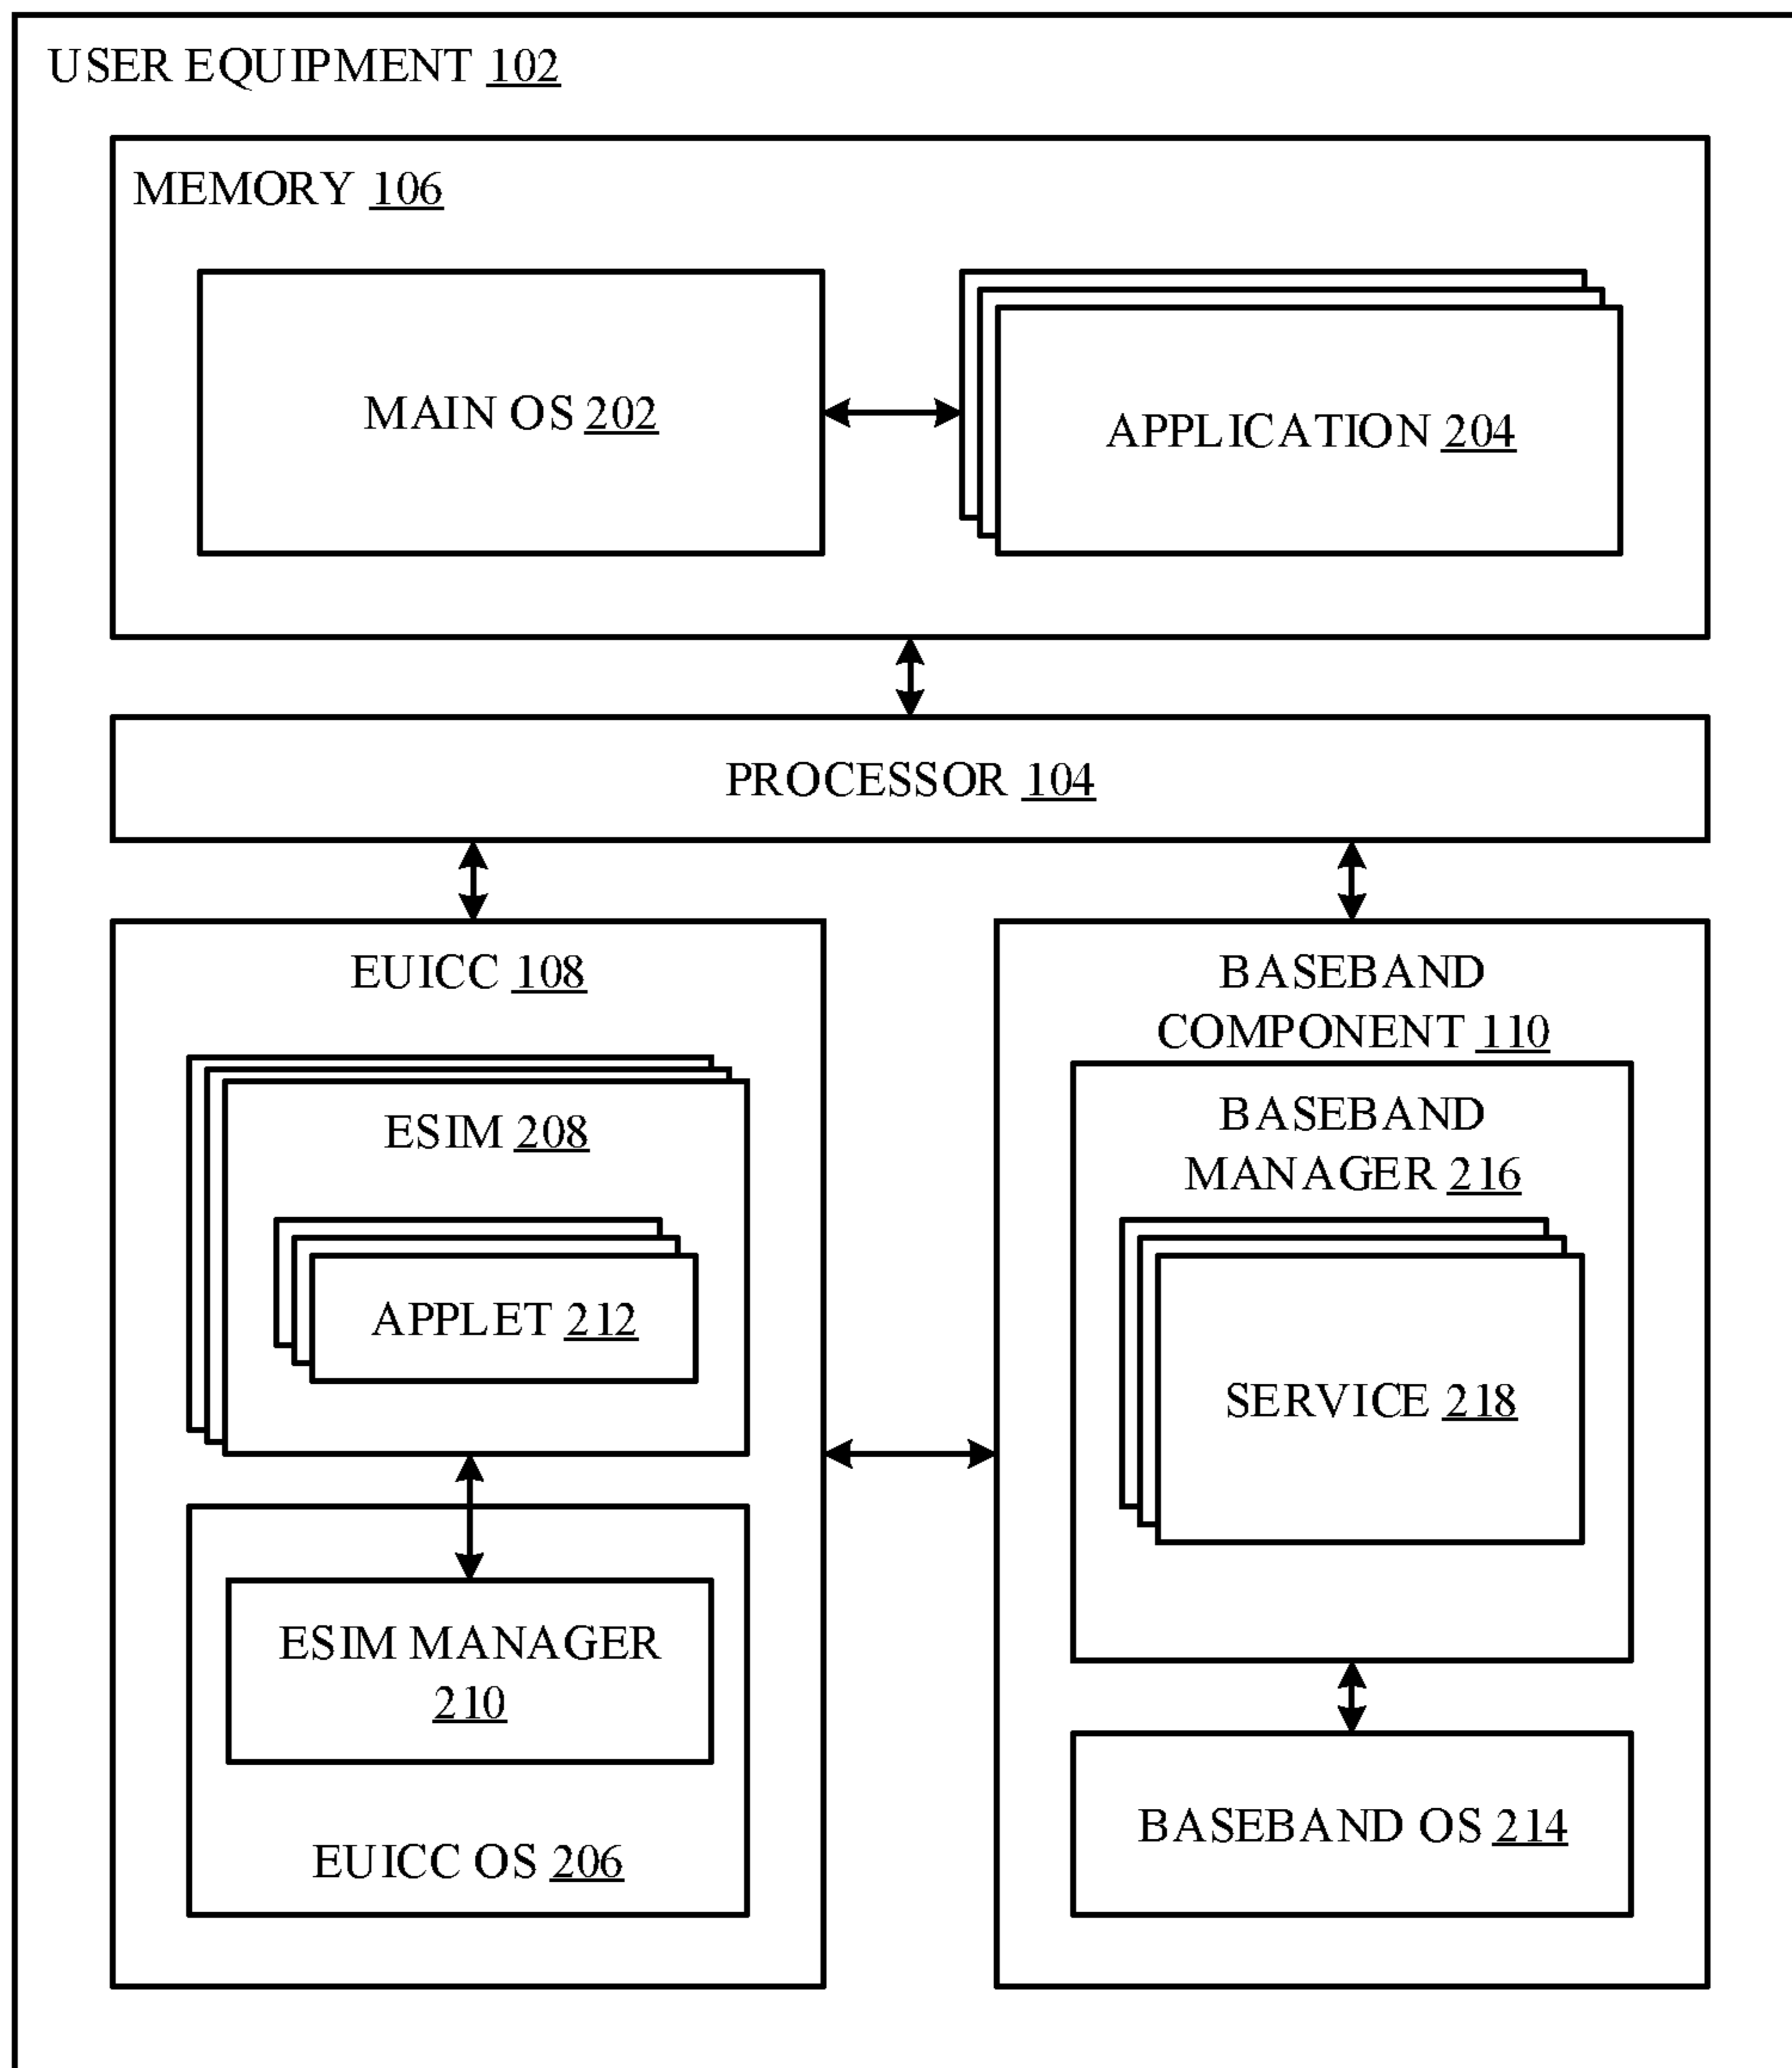 USER EQUIPMENT 102
MEMORY 106
MAIN OS 202
APPLICATION 204
PROCESSOR 104
EUICC 108
ESIM 208
APPLET 212
ESIM MANAGER
210
EUICC OS 206
BASEBAND
COMPONENT 110
BASEBAND
MANAGER 216
SERVICE 218
BASEBAND OS 214